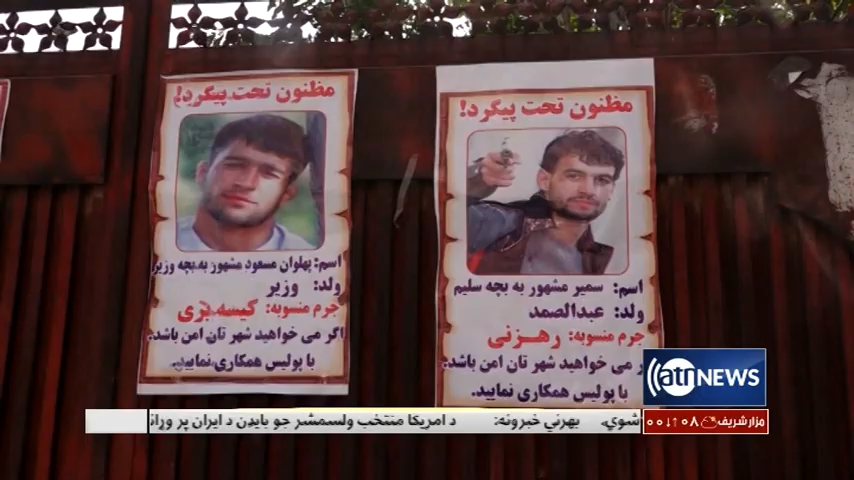 مظنون تحت پیگرد!
اسم: سمیر مشهور به بچه سلیم
ولد: عبدالصمد
جرم منسوبه: رهزنی
ر می خواهید شهر تان امن باشد.
با پولیس همکاری نمایید.
مظنون تحت پیگرد!
اسم: پهلوان مسعود مشهور به بچه وزیر
ولد: وزیر
جرم منسوبه: کیسه بری
اگر می خواهید شهر تان امن باشد.
با پولیس همکاری نمایید.
atn NEWS
مزارشریف ۰۸ ۰۰
شوي. بهرني خبرونه: د امریکا منتخب ولسمشر جو بایدن د ایران پر وران